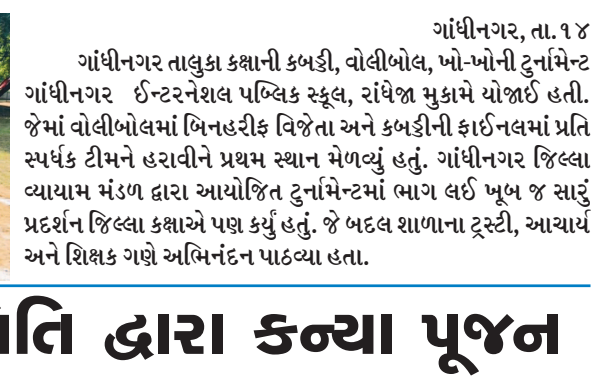 ગાંધીનગર, તા.૧૪
ગાંધીનગર તાલુકા કક્ષાની કબડ્ડી, વોલીબોલ, ખો-ખોની ટુર્નામેન્ટ
ગાંધીનગર ઈન્ટરનેશલ પબ્લિક સ્કૂલ, રાંધેજા મુકામે યોજાઈ હતી.
જેમાં વોલીબોલમાં બિનહરીફ વિજેતા અને કબડ્ડીની ફાઈનલમાં પ્રતિ
સ્પર્ધક ટીમને હરાવીને પ્રથમ સ્થાન મેળવ્યું હતું. ગાંધીનગર જિલ્લા
વ્યાયામ મંડળ દ્વારા આયોજિત ટુર્નામેન્ટમાં ભાગ લઈ ખૂબ જ સારું
પ્રદર્શન જિલ્લા કક્ષાએ પણ કર્યું હતું. જે બદલ શાળાના ટ્રસ્ટી, આચાર્ય
અને શિક્ષક ગણે અભિનંદન પાઠવ્યા હતા.
દ્વારા કન્યા પૂજન